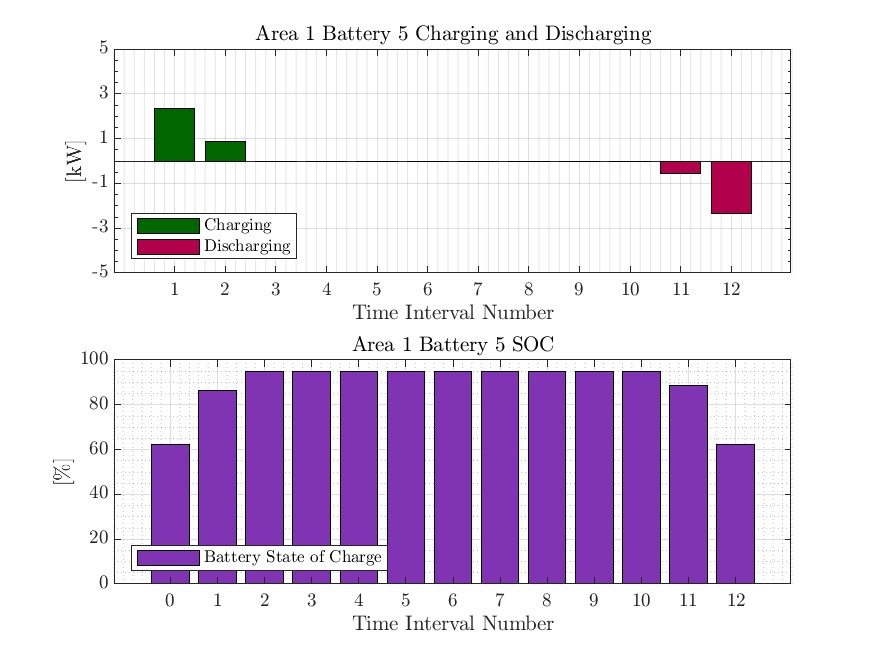 Area 1 Battery 5 Charging and Discharging
5
3
1
-1
-3
-5
[kW]
Charging
Discharging
1 2 3 4 5 6 7 8 9 10 11 12
Time Interval Number
Area 1 Battery 5 SOC
100
80
60
40
20
0
[%]
Battery State of Charge
0 1 2 3 4 5 6 7 8 9 10 11 12
Time Interval Number